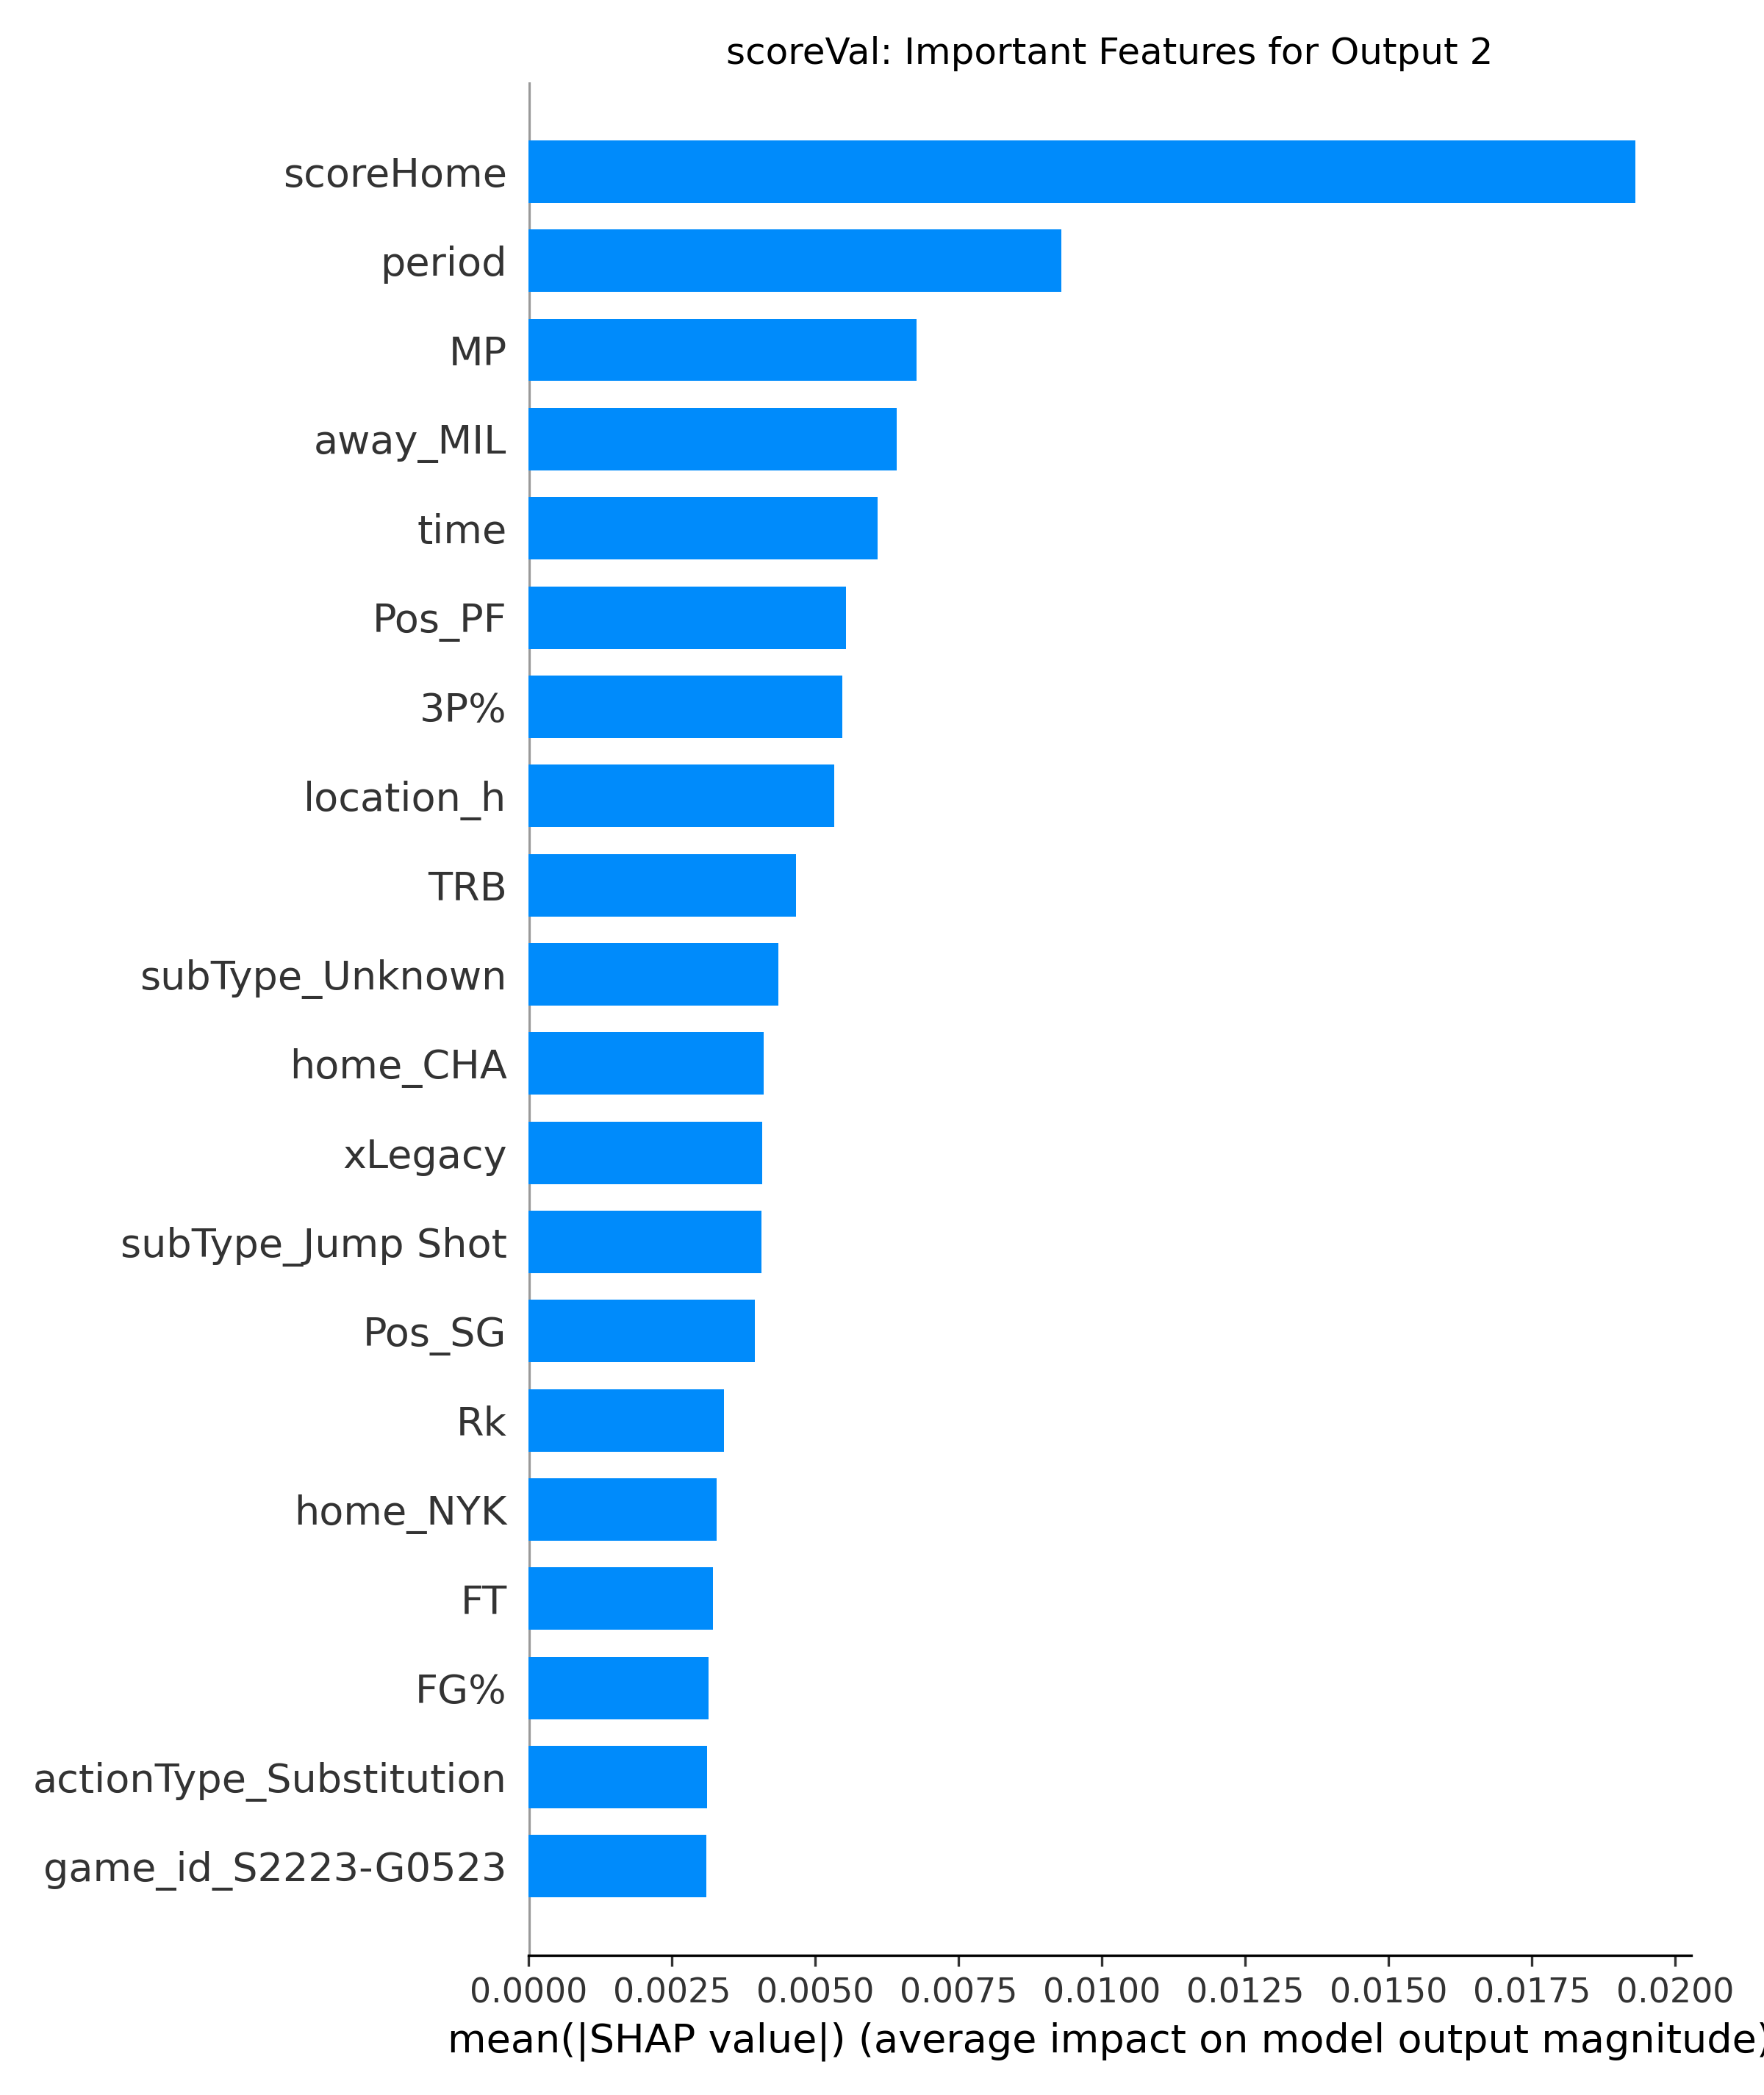 scoreVal: Important Features for Output 2
scoreHome
period
MP
away_MIL
time
Pos_PF
3P%
location_h
TRB
subType_Unknown
home_CHA
xLegacy
subType_Jump Shot
Pos_SG
Rk
home_NYK
FT
FG%
actionType_Substitution
game_id_S2223-G0523
0.0000 0.0025 0.0050 0.0075 0.0100 0.0125 0.0150 0.0175 0.0200
mean(|SHAP value|) (average impact on model output magnitude)